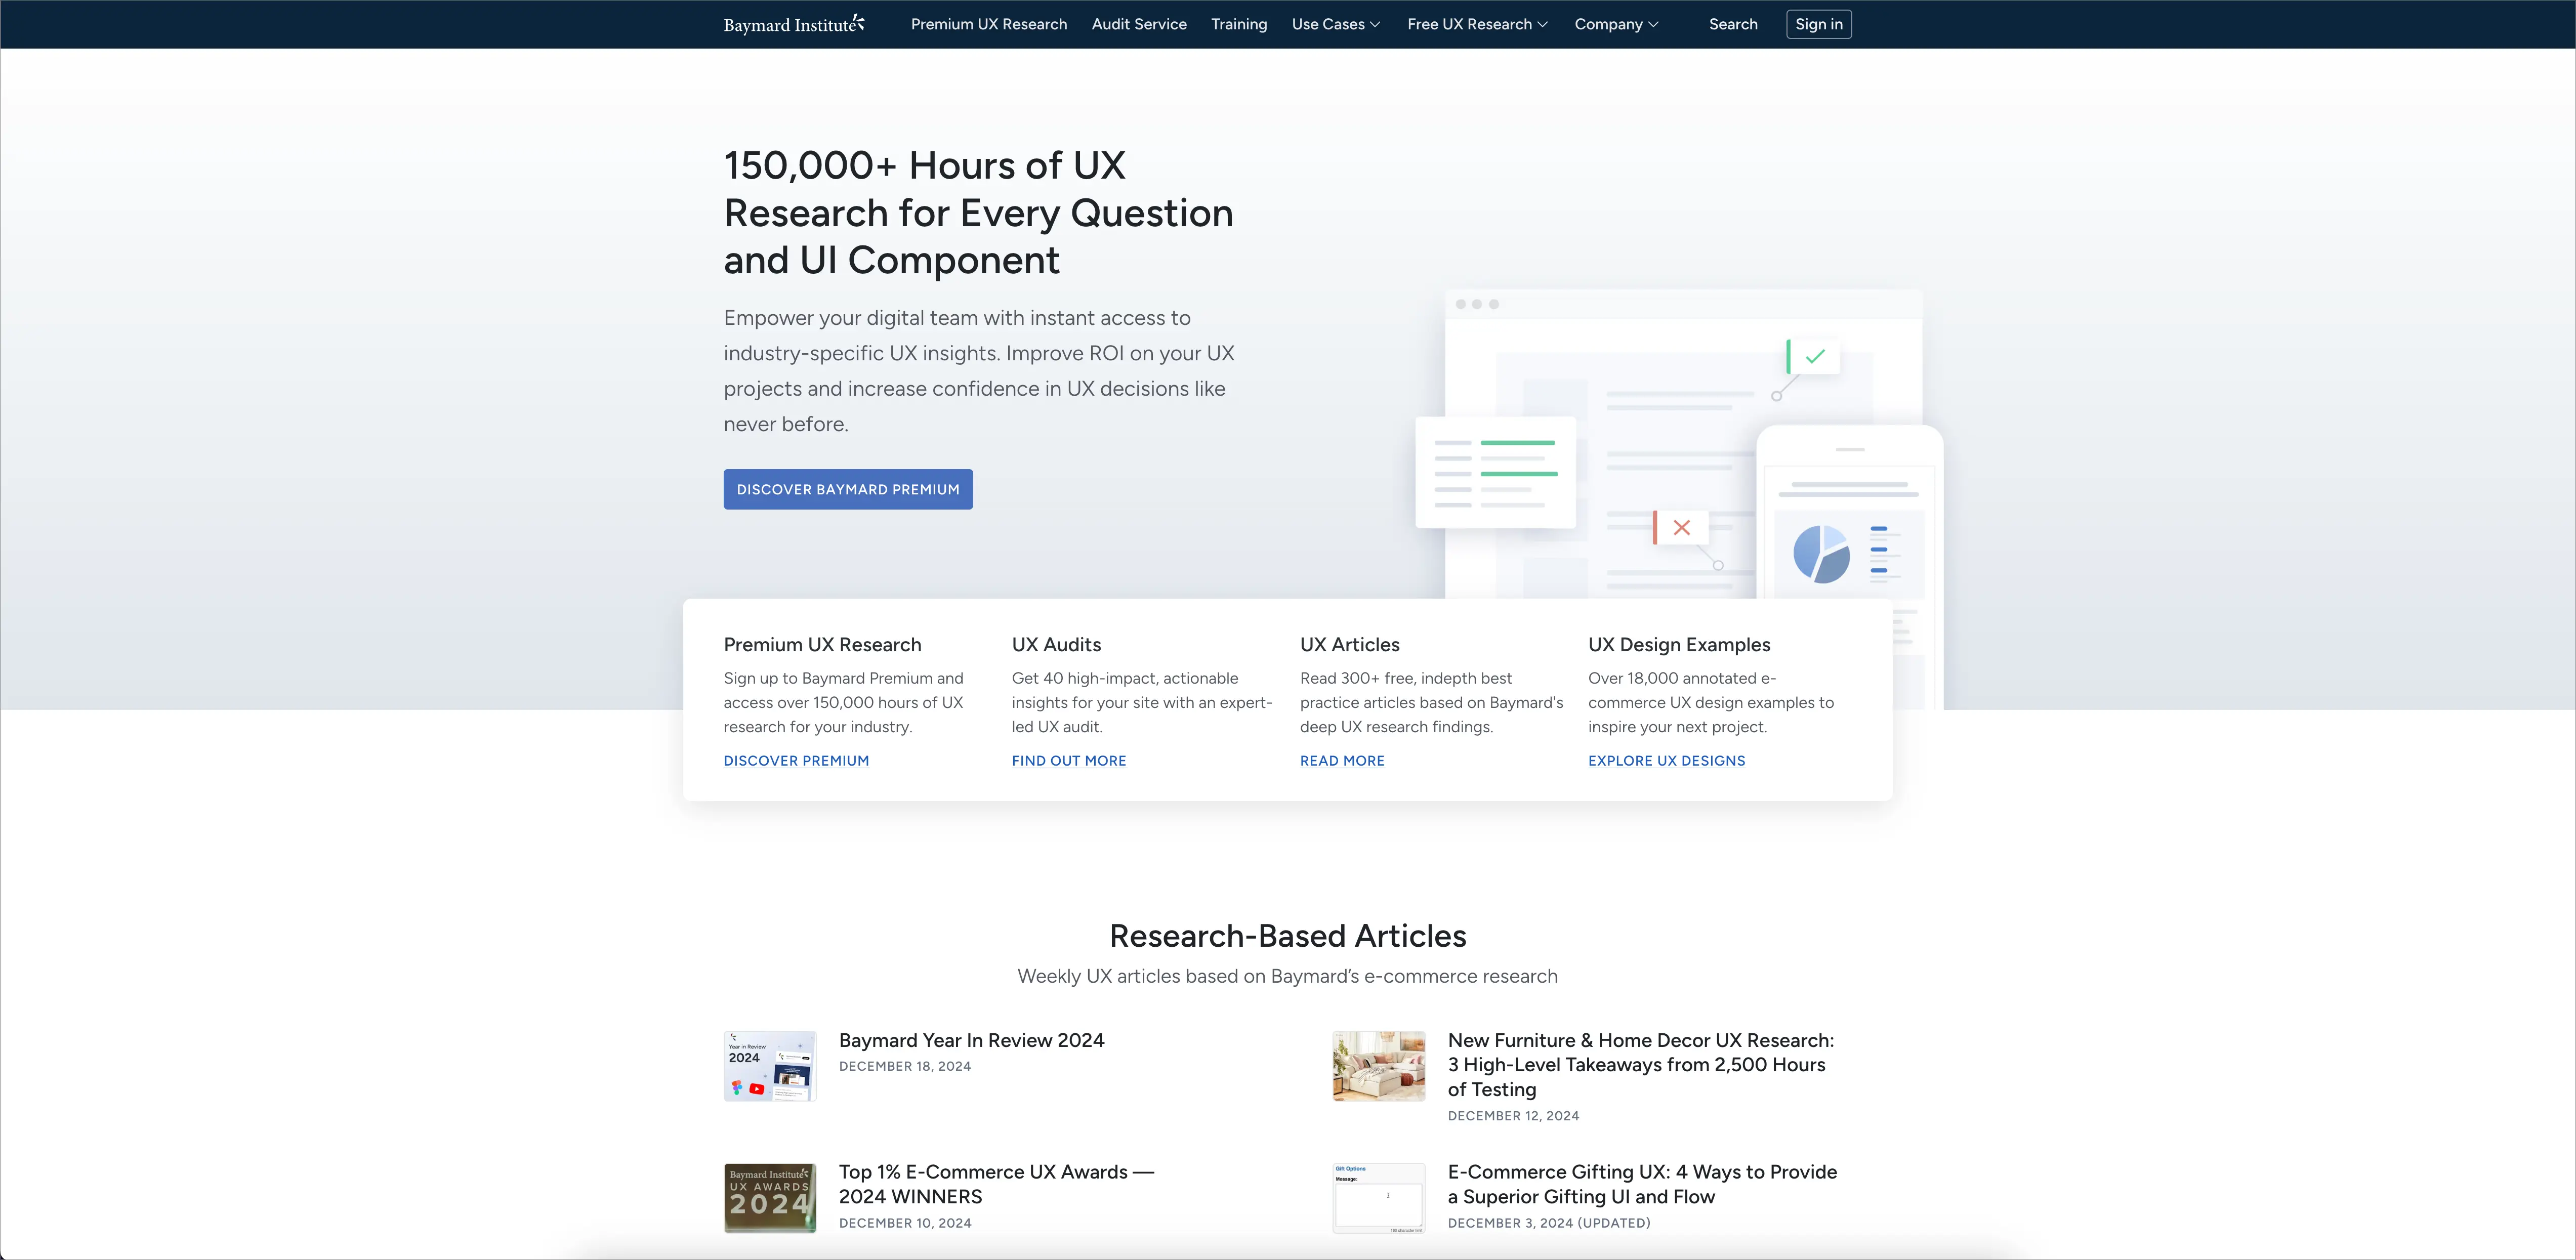 Baymard Institute
Premium UX Research
Audit Service
Training
Use Cases
Free UX Research
Company
Search
Sign in
150,000+ Hours of UX
Research for Every Question
and UI Component
Empower your digital team with instant access to
industry-specific UX insights. Improve ROI on your UX
projects and increase confidence in UX decisions like
never before.
DISCOVER BAYMARD PREMIUM
Premium UX Research
Sign up to Baymard Premium and
access over 150,000 hours of UX
research for your industry.
DISCOVER PREMIUM
UX Audits
Get 40 high-impact, actionable
insights for your site with an expert-
led UX audit.
FIND OUT MORE
UX Articles
Read 300+ free, indepth best
practice articles based on Baymard's
deep UX research findings.
READ MORE
UX Design Examples
Over 18,000 annotated e-
commerce UX design examples to
inspire your next project.
EXPLORE UX DESIGNS
Research-Based Articles
Weekly UX articles based on Baymard’s e-commerce research
Year in Review
2024
Baymard Year In Review 2024
DECEMBER 18, 2024
New Furniture & Home Decor UX Research:
3 High-Level Takeaways from 2,500 Hours
of Testing
DECEMBER 12, 2024
Baymard Institute
UX AWARDS
2024
Top 1% E-Commerce UX Awards —
2024 WINNERS
DECEMBER 10, 2024
Gift Options
Message:
E-Commerce Gifting UX: 4 Ways to Provide
a Superior Gifting UI and Flow
DECEMBER 3, 2024 (UPDATED)